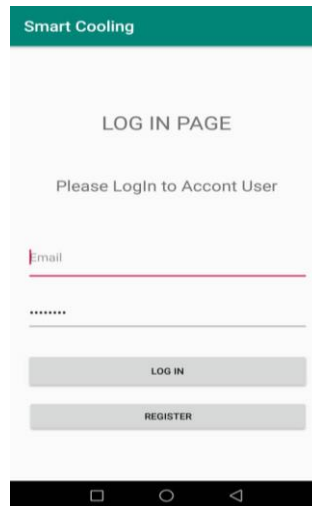 Smart Cooling
LOG IN PAGE
Please LogIn to Accont User
Email
........
LOG IN
REGISTER